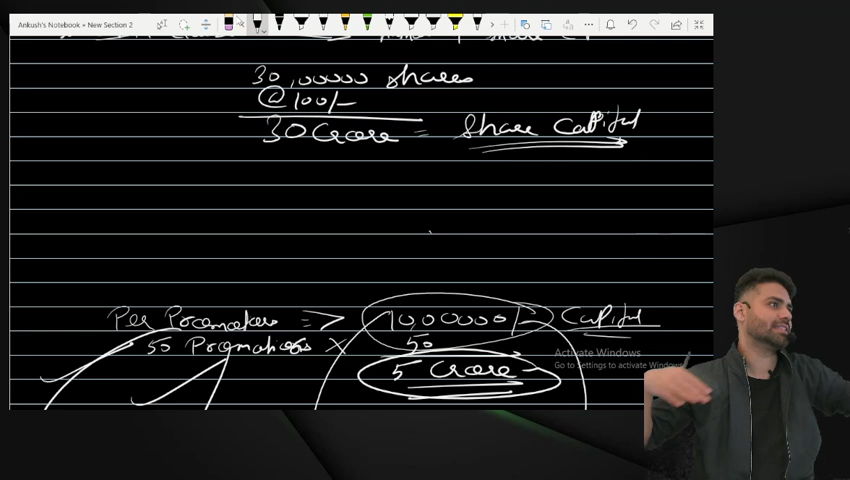 Ankush's Notebook » New Section 2
30,00000 shares
@ 100/-
30 Crore = Share Capital
Per Promoters => 10,00000/- Capital
50 Promoters X 50
5 Crore -
Activate Windows
Go to Settings to activate Windows.